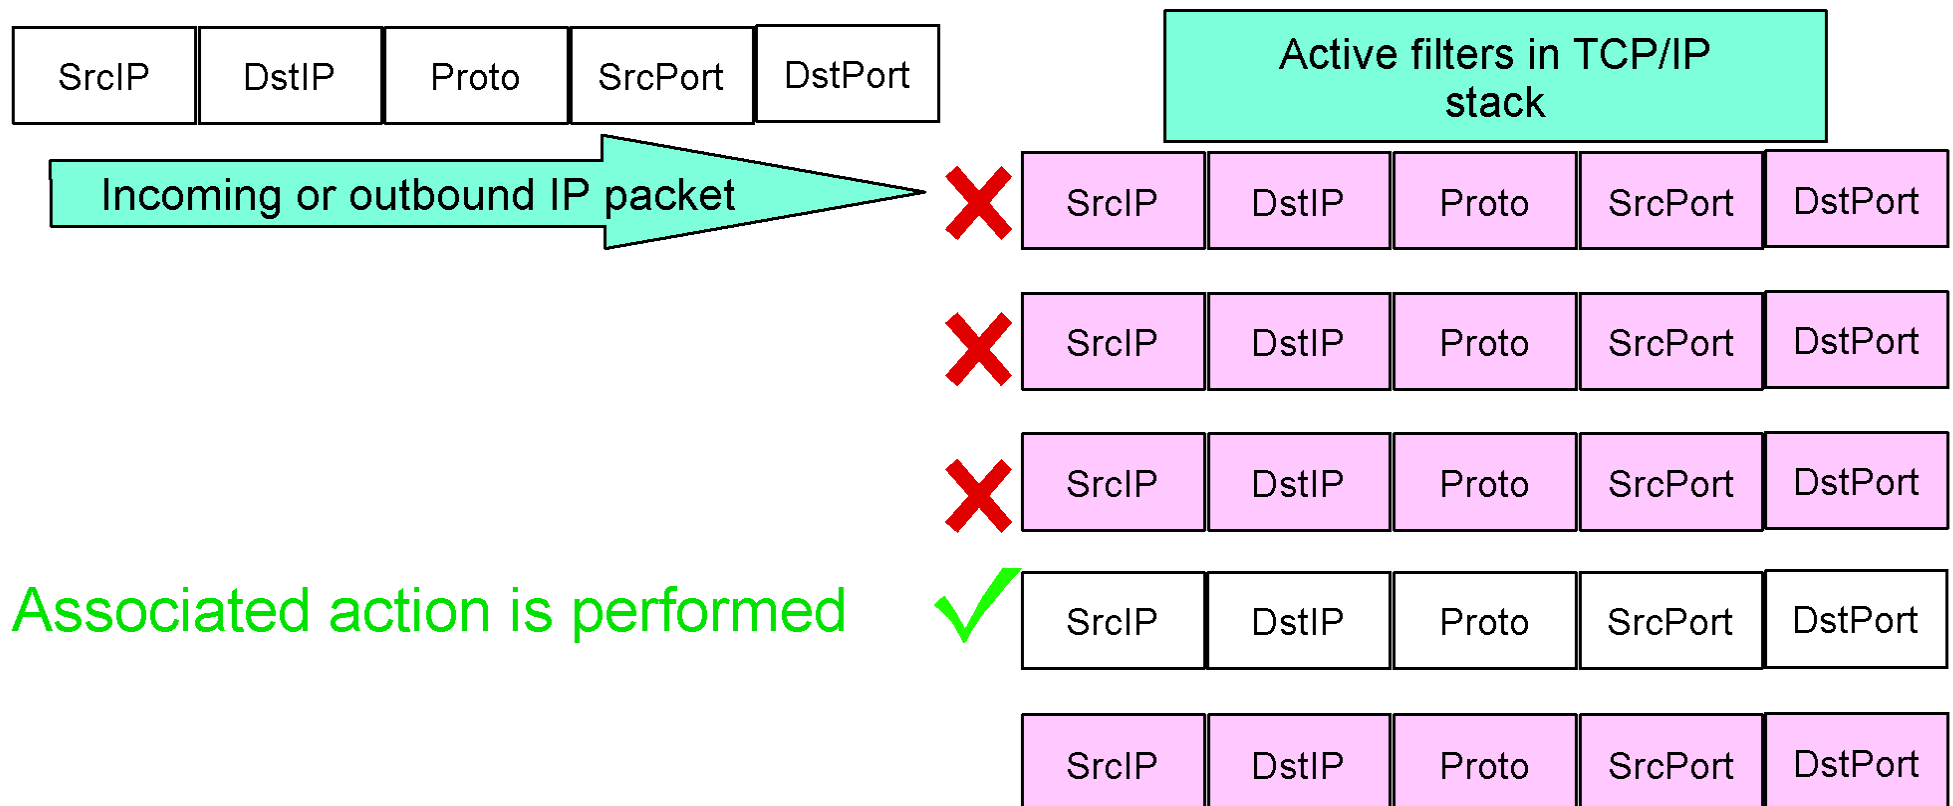 SrcIP DstIP Proto SrcPort DstPort
Active filters in TCP/IP
stack
Incoming or outbound IP packet
SrcIP DstIP Proto SrcPort DstPort
SrcIP DstIP Proto SrcPort DstPort
SrcIP DstIP Proto SrcPort DstPort
Associated action is performed
SrcIP DstIP Proto SrcPort DstPort
SrcIP DstIP Proto SrcPort DstPort